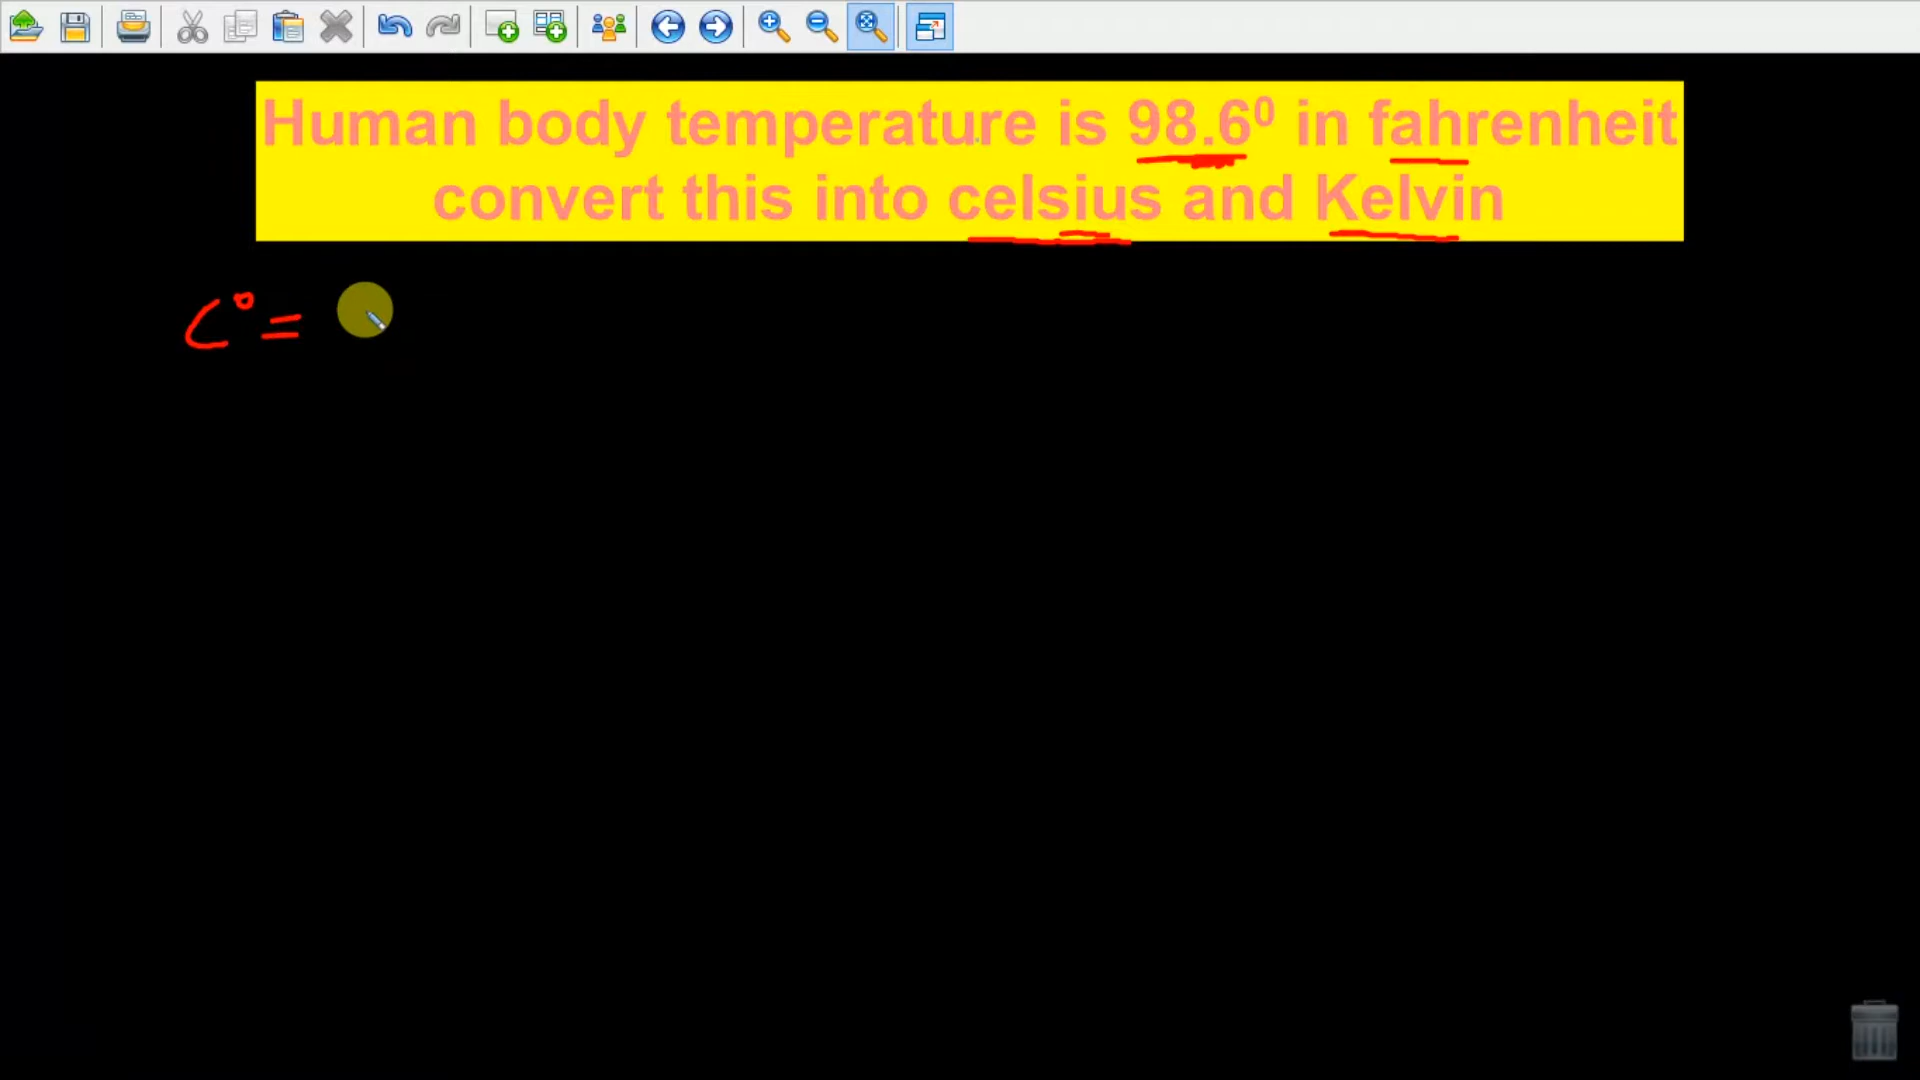 Human body temperature is 98.6⁰ in fahrenheit
convert this into celsius and Kelvin
C° =